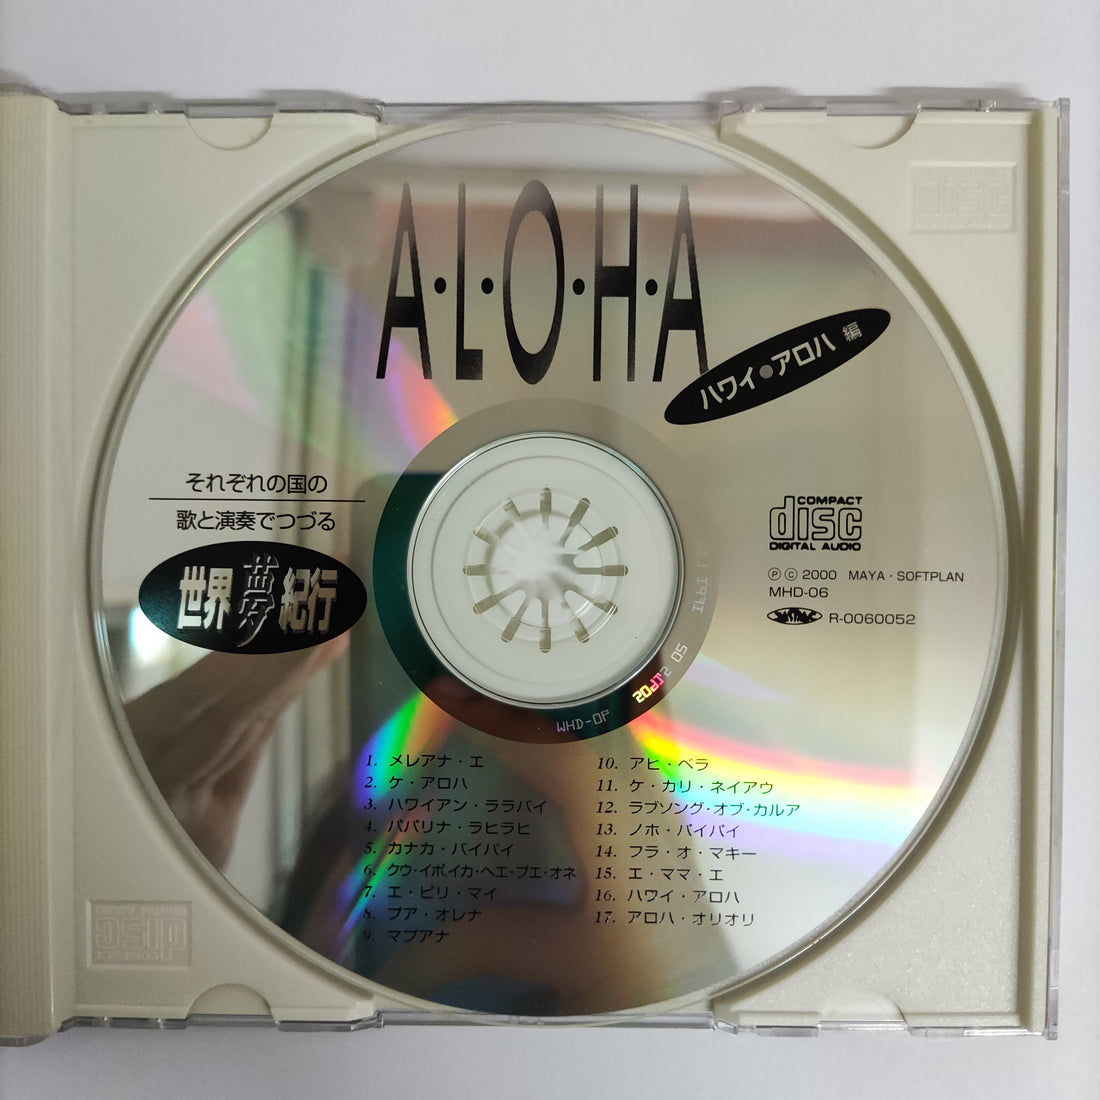 A・L・O・H・A
ハワイ●アロハ 編
それぞれの国の
歌と演奏でつづる
世界夢紀行
COMPACT
disc
DIGITAL AUDIO
Ⓟ Ⓒ 2000 MAYA・SOFTPLAN
MHD-06
R-0060052
1. メレアナ・エ
2. ケ・アロハ
3. ハワイアン・ララバイ
4. パパリナ・ラヒラヒ
5. カナカ・バイバイ
6. クウ・イポ・イカ・ヘエ・プエ・オネ
7. エ・ピリ・マイ
8. プア・オレナ
9. マプアナ
10. アヒ・ベラ
11. ケ・カリ・ネイアウ
12. ラブソング・オブ・カルア
13. ノホ・パイパイ
14. フラ・オ・マキー
15. エ・ママ・エ
16. ハワイ・アロハ
17. アロハ・オリオリ